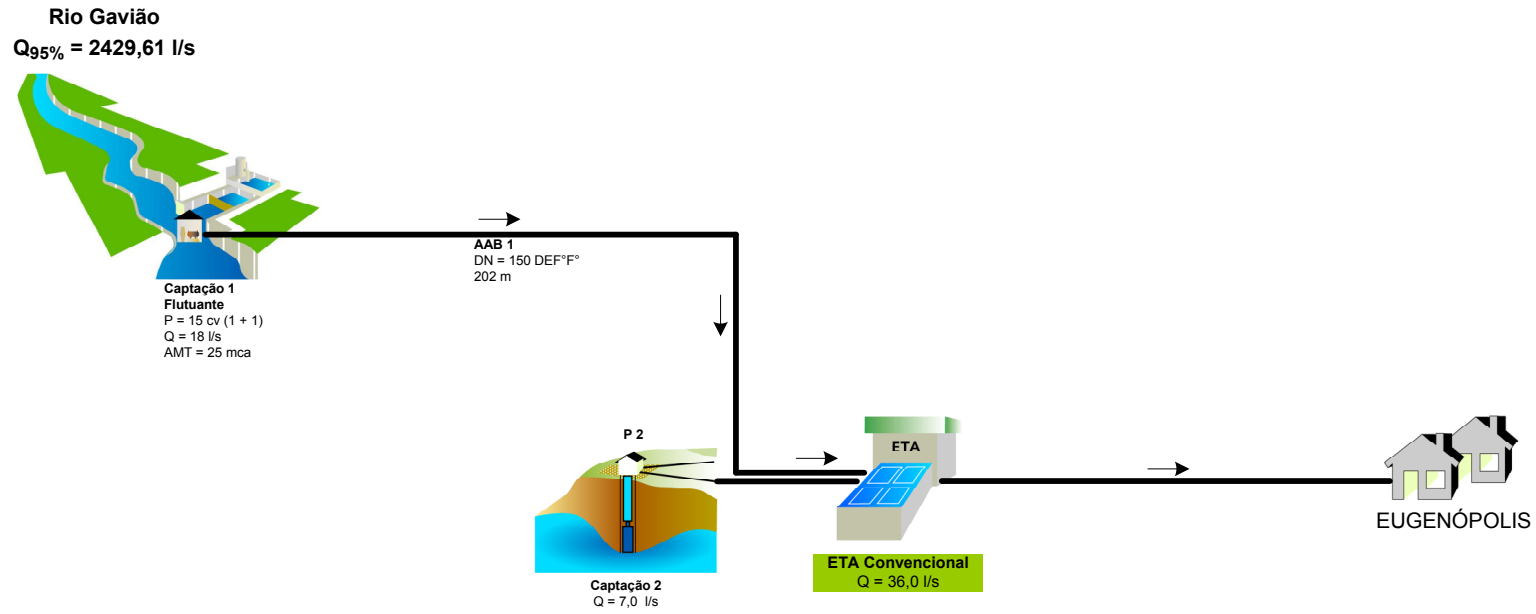 Rio Gavião
Q95% = 2429,61 l/s
AAB 1
DN = 150 DEF°F°
202 m
Captação 1
Flutuante
P = 15 cv (1 + 1)
Q = 18 l/s
AMT = 25 mca
P 2
ETA
Captação 2
Q = 7,0 l/s
ETA Convencional
Q = 36,0 l/s
EUGENÓPOLIS